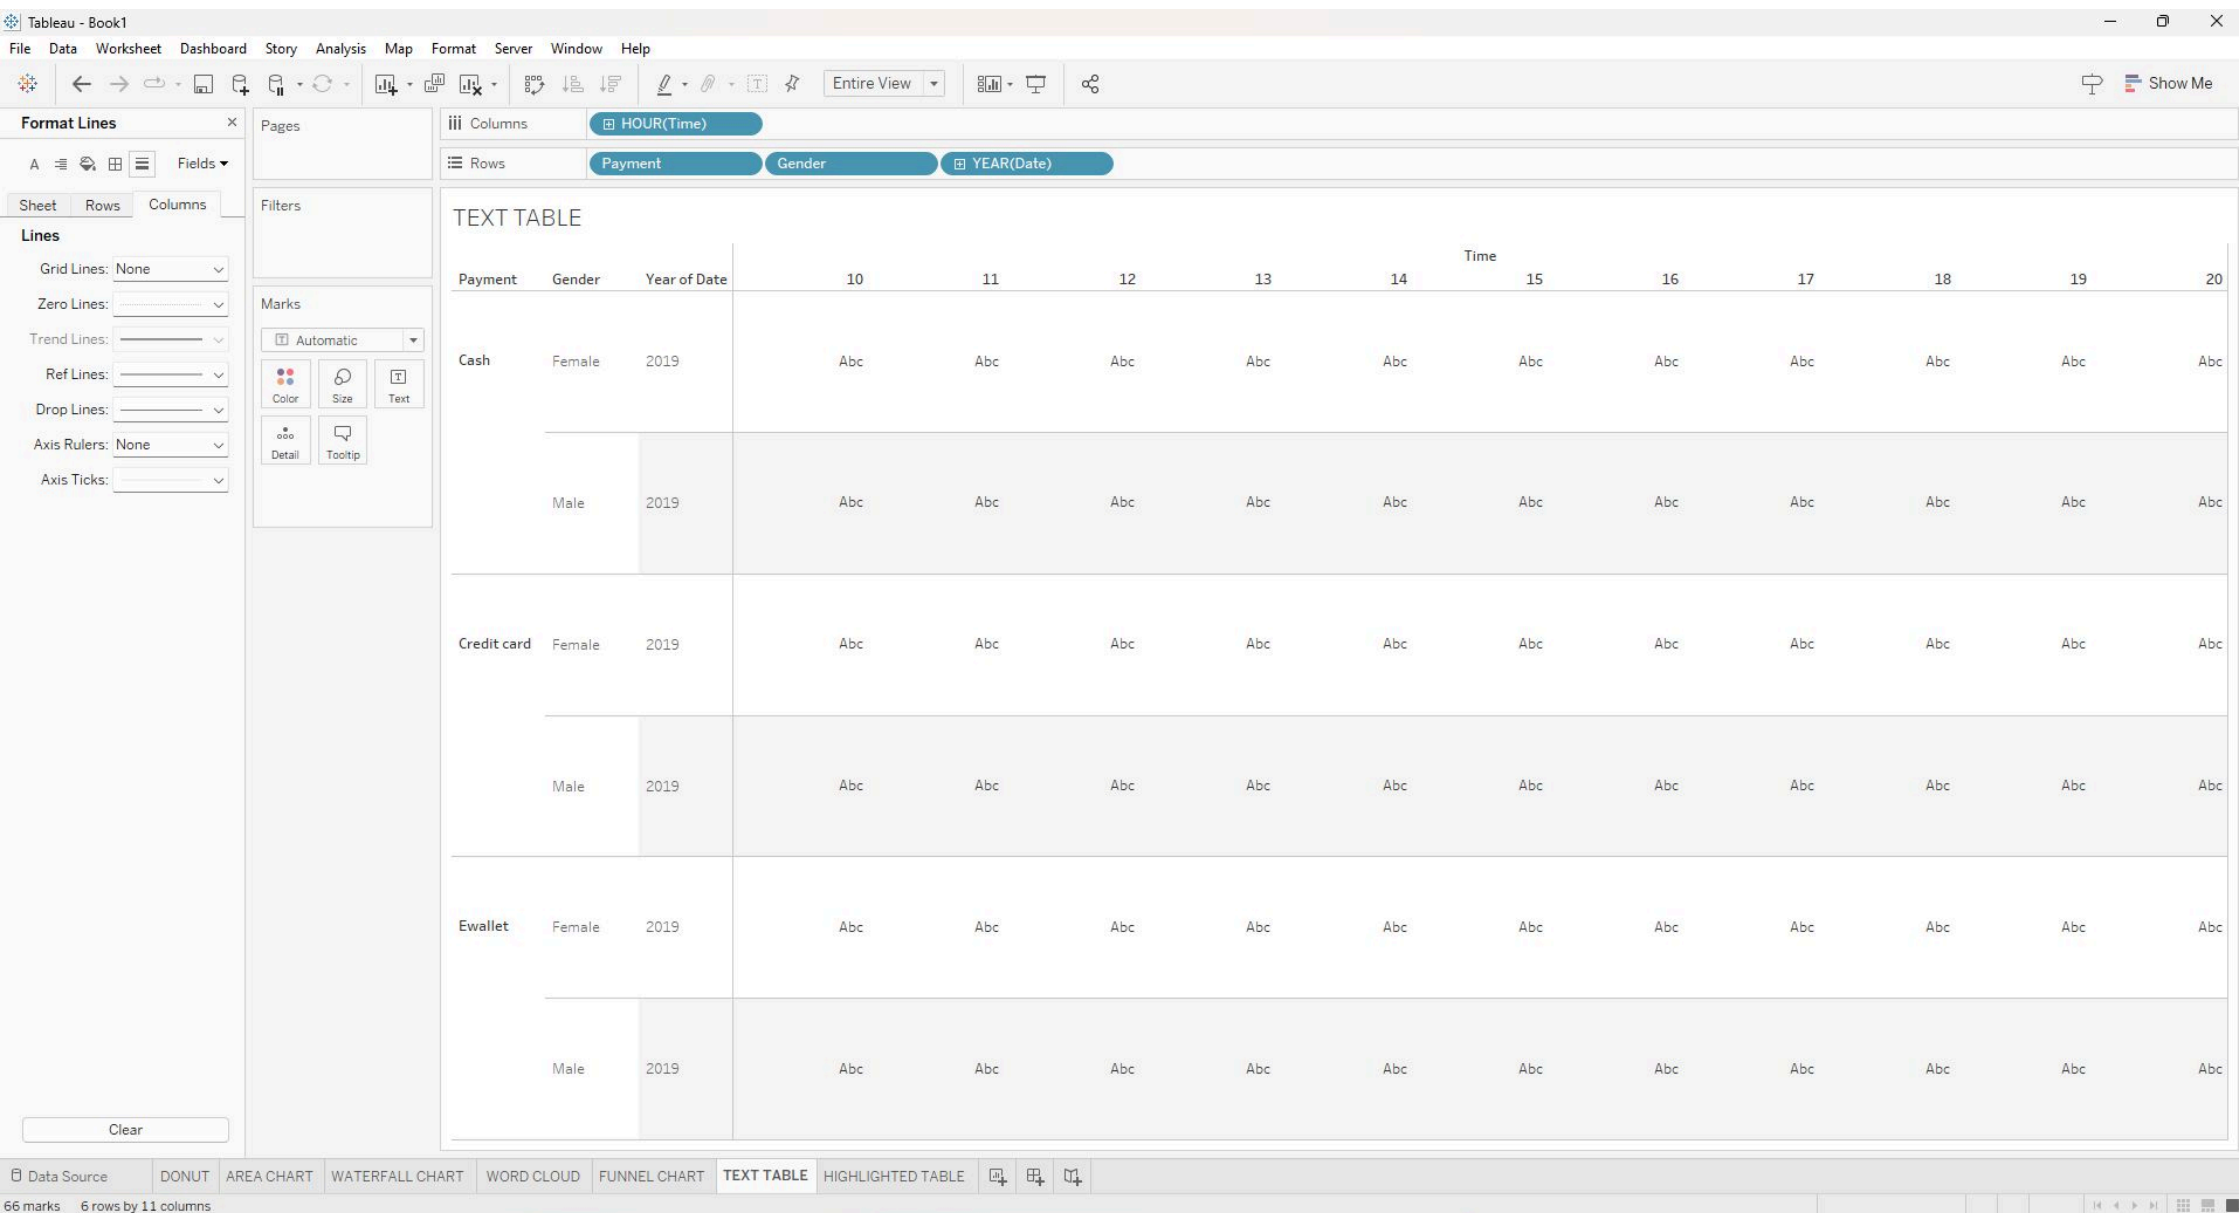 Tableau - Book1
File Data Worksheet Dashboard Story Analysis Map Format Server Window Help
Entire View
Show Me
Format Lines
Fields
Sheet Rows Columns
Lines
Grid Lines: None
Zero Lines:
Trend Lines:
Ref Lines:
Drop Lines:
Axis Rulers: None
Axis Ticks:
Clear
Pages
Filters
Marks
Automatic
Color Size Text
Detail Tooltip
Columns HOUR(Time)
Rows Payment Gender YEAR(Date)
TEXT TABLE
Time
Payment Gender Year of Date 10 11 12 13 14 15 16 17 18 19 20
Cash Female 2019 Abc Abc Abc Abc Abc Abc Abc Abc Abc Abc Abc
Male 2019 Abc Abc Abc Abc Abc Abc Abc Abc Abc Abc Abc
Credit card Female 2019 Abc Abc Abc Abc Abc Abc Abc Abc Abc Abc Abc
Male 2019 Abc Abc Abc Abc Abc Abc Abc Abc Abc Abc Abc
Ewallet Female 2019 Abc Abc Abc Abc Abc Abc Abc Abc Abc Abc Abc
Male 2019 Abc Abc Abc Abc Abc Abc Abc Abc Abc Abc Abc
Data Source DONUT AREA CHART WATERFALL CHART WORD CLOUD FUNNEL CHART TEXT TABLE HIGHLIGHTED TABLE
66 marks 6 rows by 11 columns